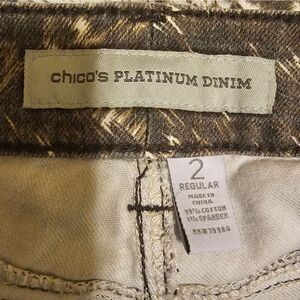 chico's PLATINUM DENIM
2
REGULAR
MADE IN
CHINA
99% COTTON
1% SPANDEX